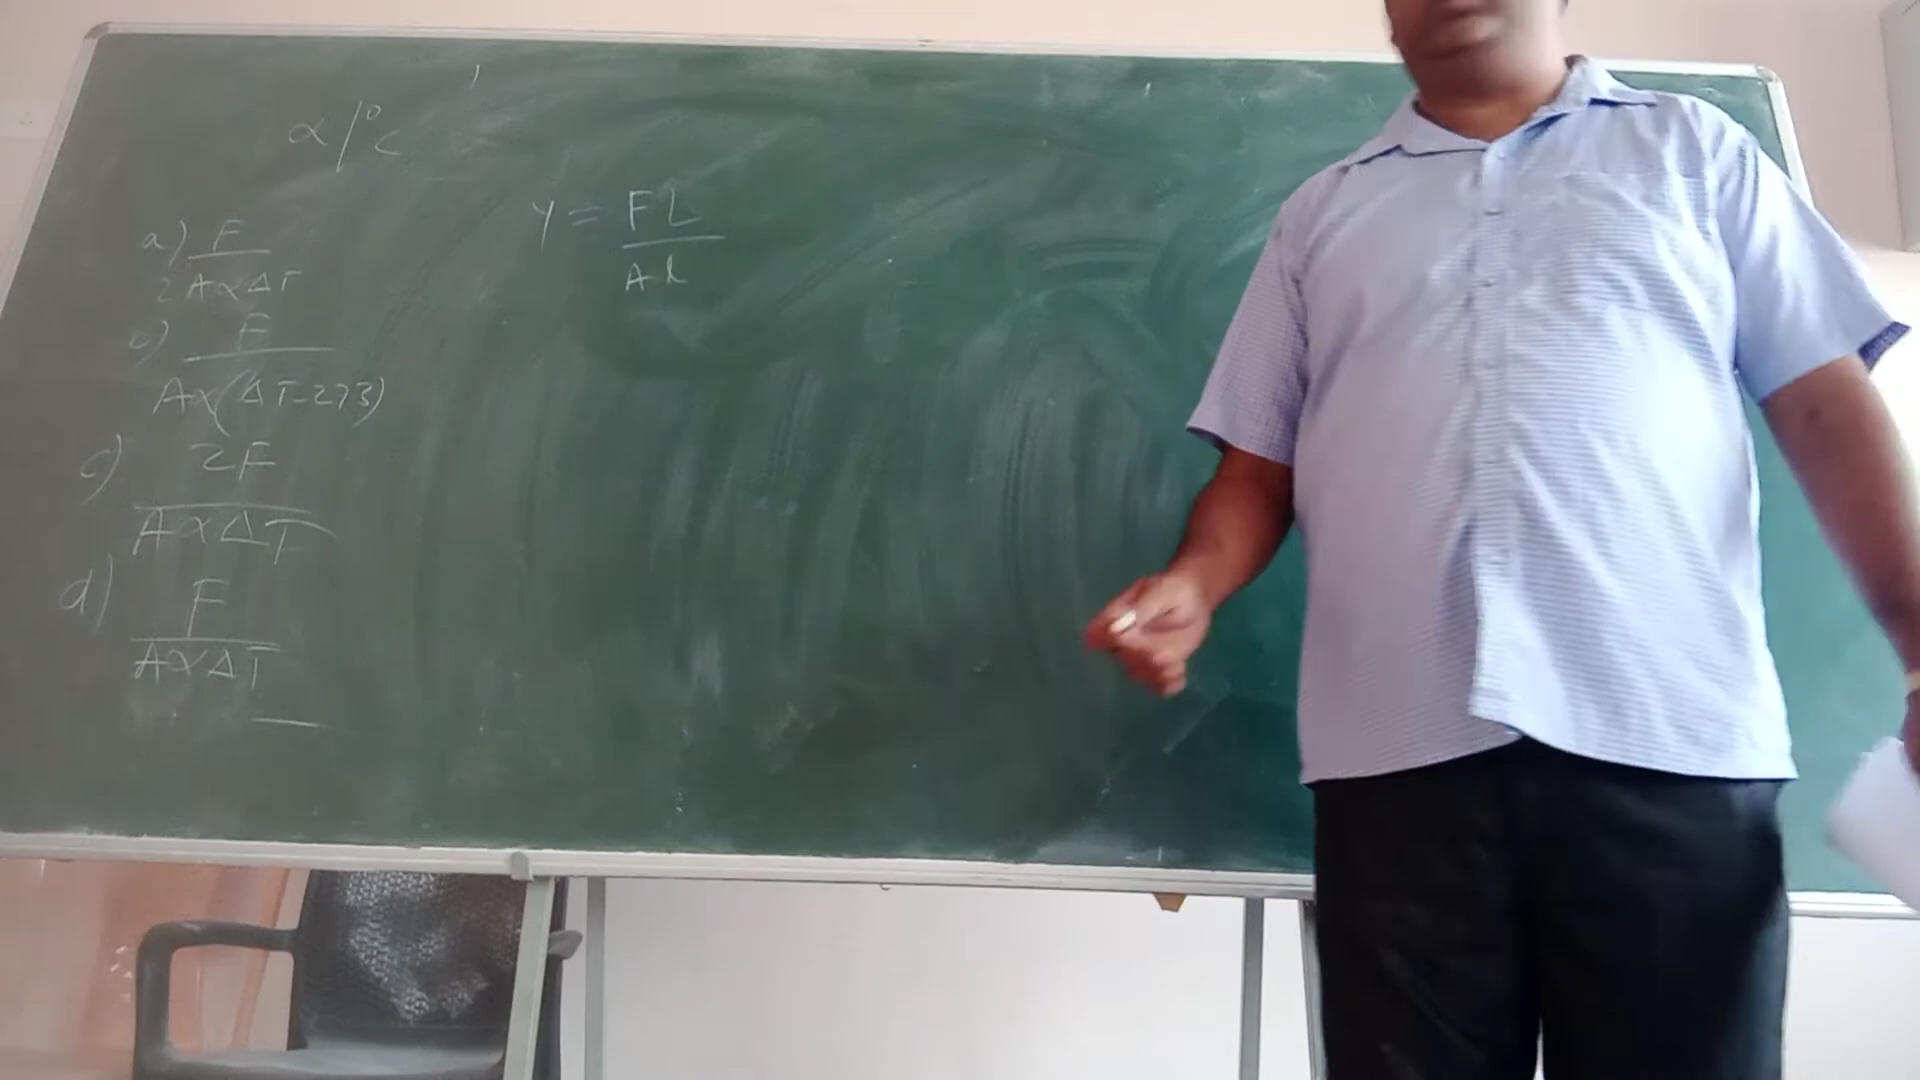 α/°C
a) F
2AαΔT
b) F
Aα(ΔT-273)
c) 2F
AαΔT
d) F
AαΔT
Y = FL
Al